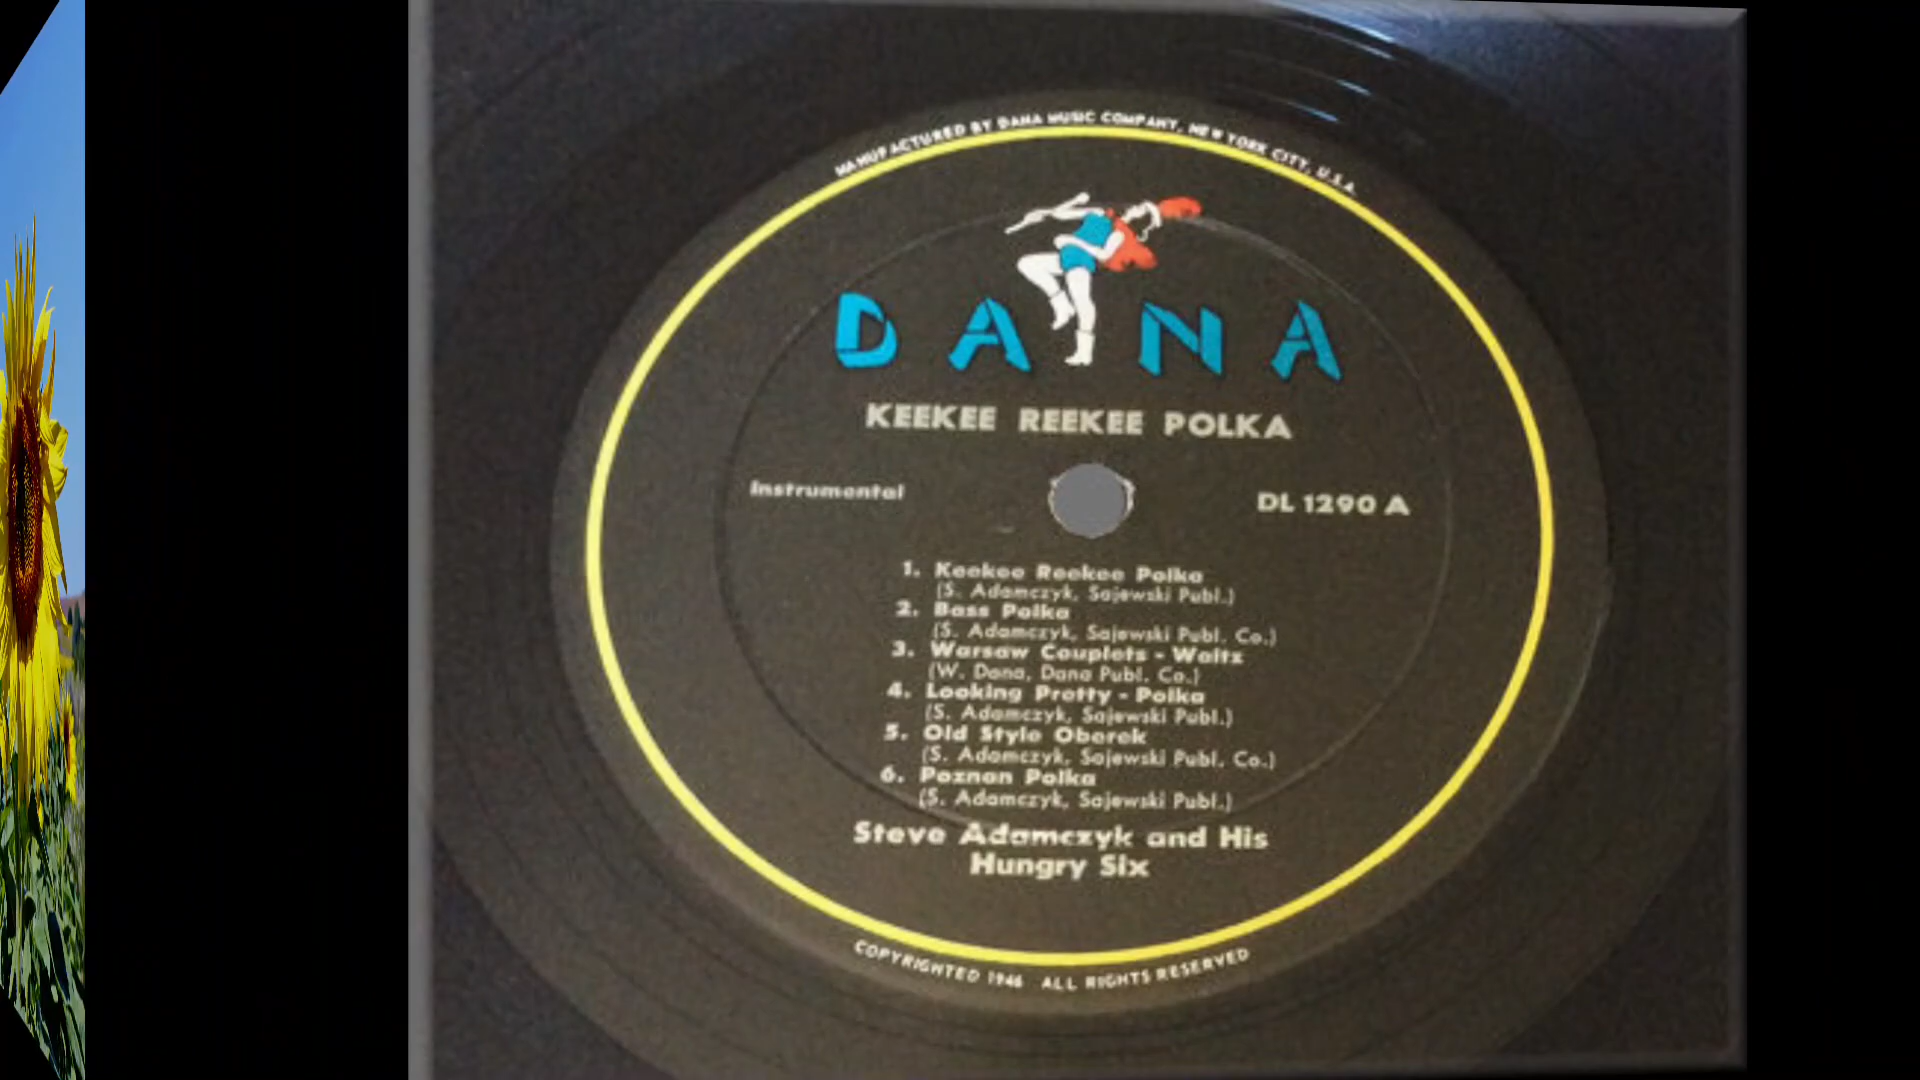 MANUFACTURED BY DANA MUSIC COMPANY, NEW YORK CITY, U.S.A.
DANA
KEEKEE REEKEE POLKA
Instrumental
DL 1290 A
1. Keekee Reekee Polka
(S. Adamczyk, Sajewski Publ.)
2. Bass Polka
(S. Adamczyk, Sajewski Publ. Co.)
3. Warsaw Couplets - Waltz
(W. Dana, Dana Publ. Co.)
4. Looking Pretty - Polka
(S. Adamczyk, Sajewski Publ.)
5. Old Style Oberek
(S. Adamczyk, Sajewski Publ. Co.)
6. Poznan Polka
(S. Adamczyk, Sajewski Publ.)
Steve Adamczyk and His
Hungry Six
COPYRIGHTED 1946 ALL RIGHTS RESERVED